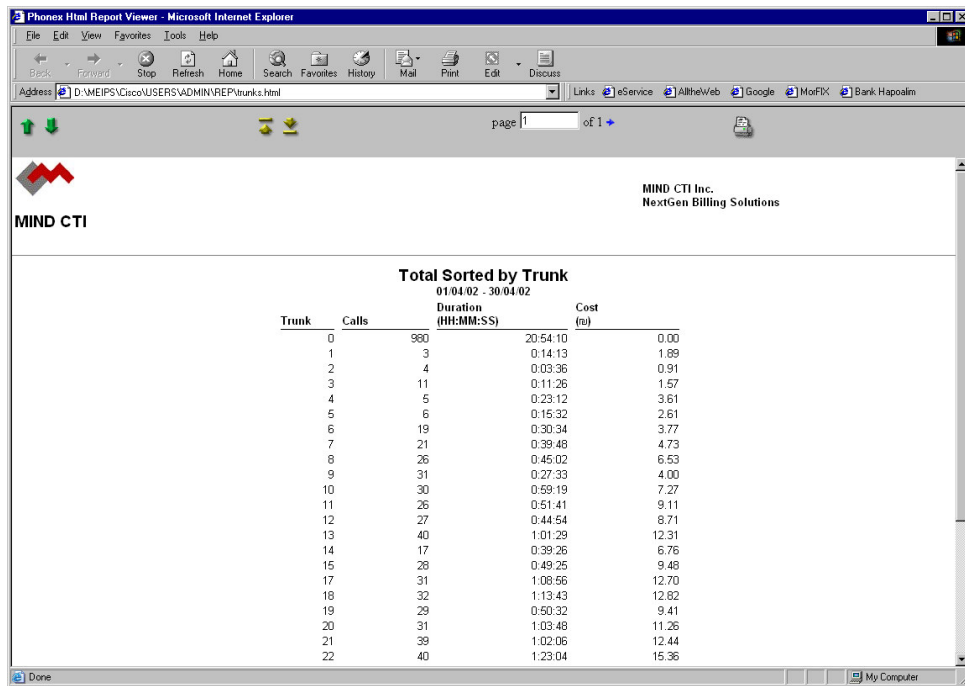 Phonex Html Report Viewer - Microsoft Internet Explorer
File Edit View Favorites Tools Help
Back Forward Stop Refresh Home Search Favorites History Mail Print Edit Discuss
Address D:\MEIPS\Cisco\USERS\ADMIN\REP\trunks.html Links eService AlltheWeb Google MorFIX Bank Hapoalim
page 1 of 1
MIND CTI Inc.
NextGen Billing Solutions
MIND CTI
Total Sorted by Trunk
01/04/02 - 30/04/02
Trunk Calls Duration (HH:MM:SS) Cost (₪)
0 980 20:54:10 0.00
1 3 0:14:13 1.89
2 4 0:03:36 0.91
3 11 0:11:26 1.57
4 5 0:23:12 3.61
5 6 0:15:32 2.61
6 19 0:30:34 3.77
7 21 0:39:48 4.73
8 26 0:45:02 6.53
9 31 0:27:33 4.00
10 30 0:59:19 7.27
11 26 0:51:41 9.11
12 27 0:44:54 8.71
13 40 1:01:29 12.31
14 17 0:39:26 6.76
15 28 0:49:25 9.48
17 31 1:08:56 12.70
18 32 1:13:43 12.82
19 29 0:50:32 9.41
20 31 1:03:48 11.26
21 39 1:02:06 12.44
22 40 1:23:04 15.36
Done My Computer